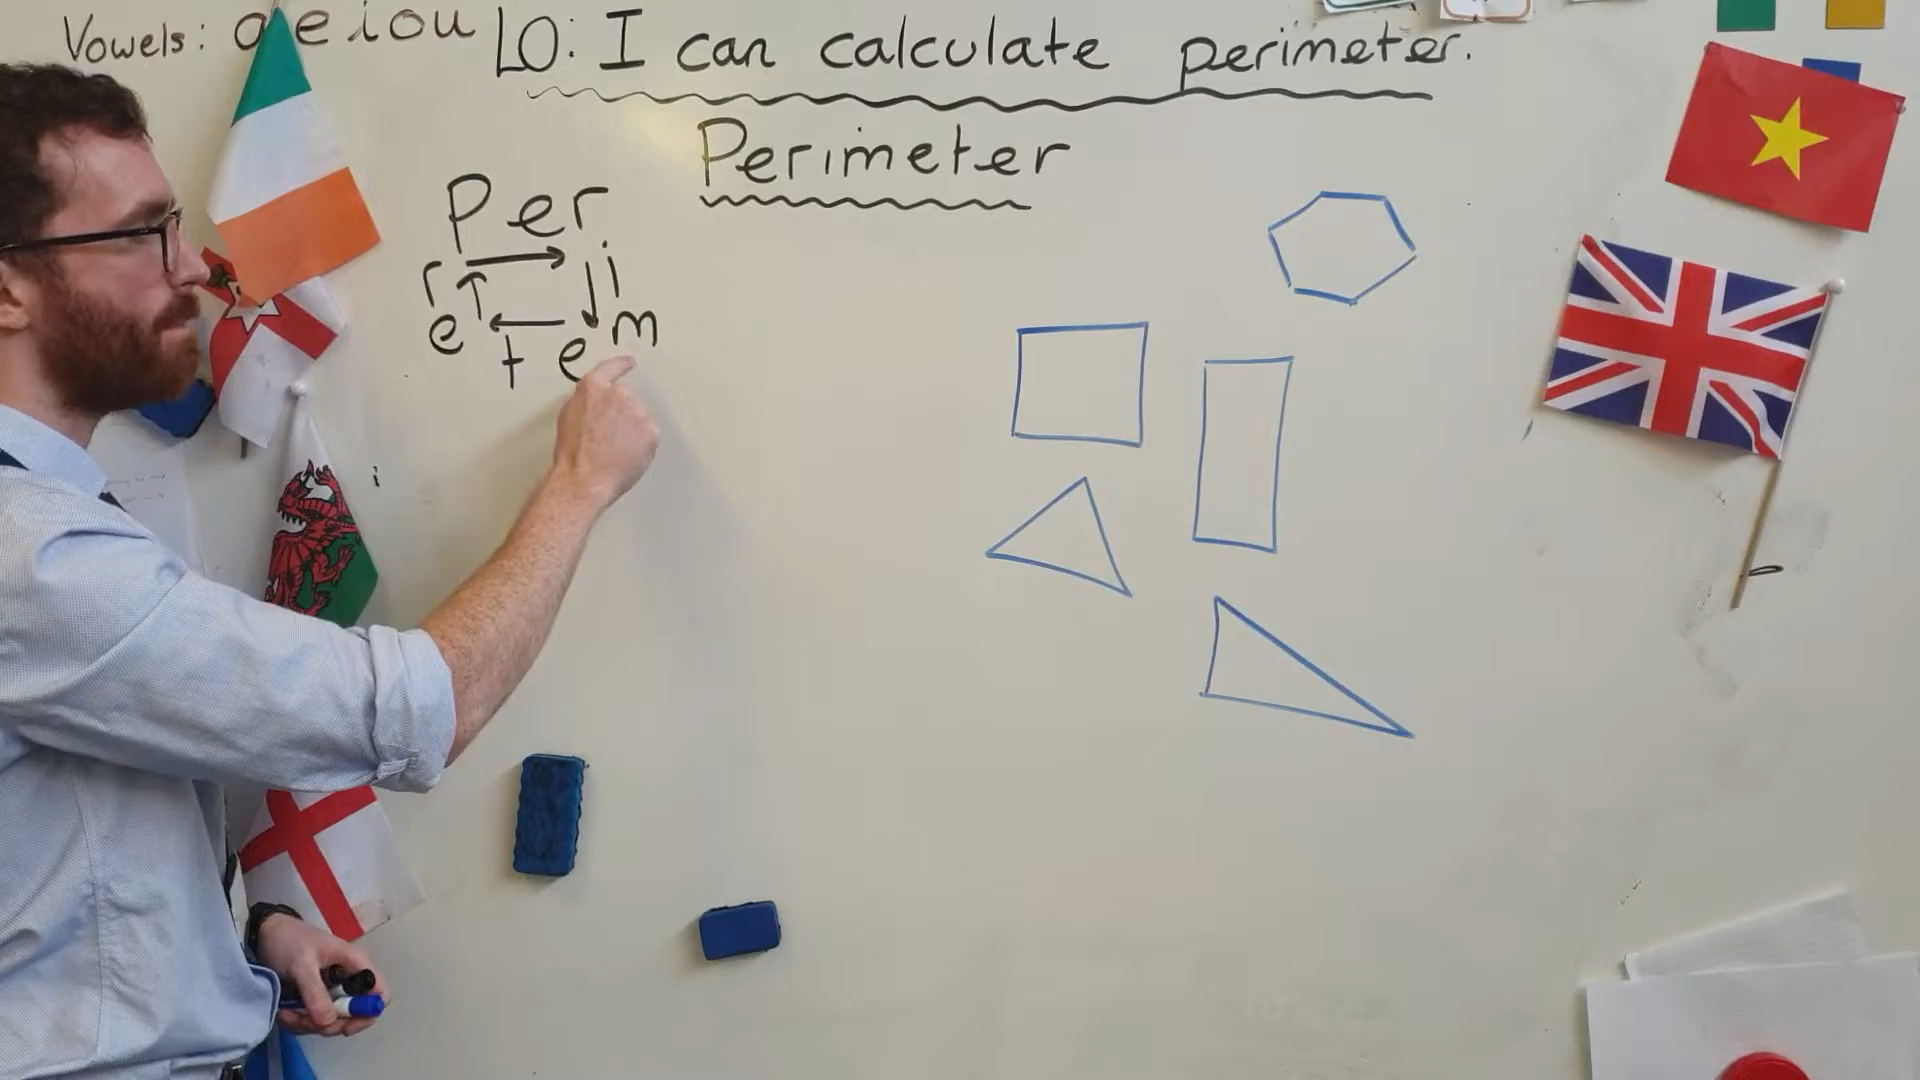 Vowels: a e i o u
LO: I can calculate perimeter.
Perimeter
Per
r i
e m
t e